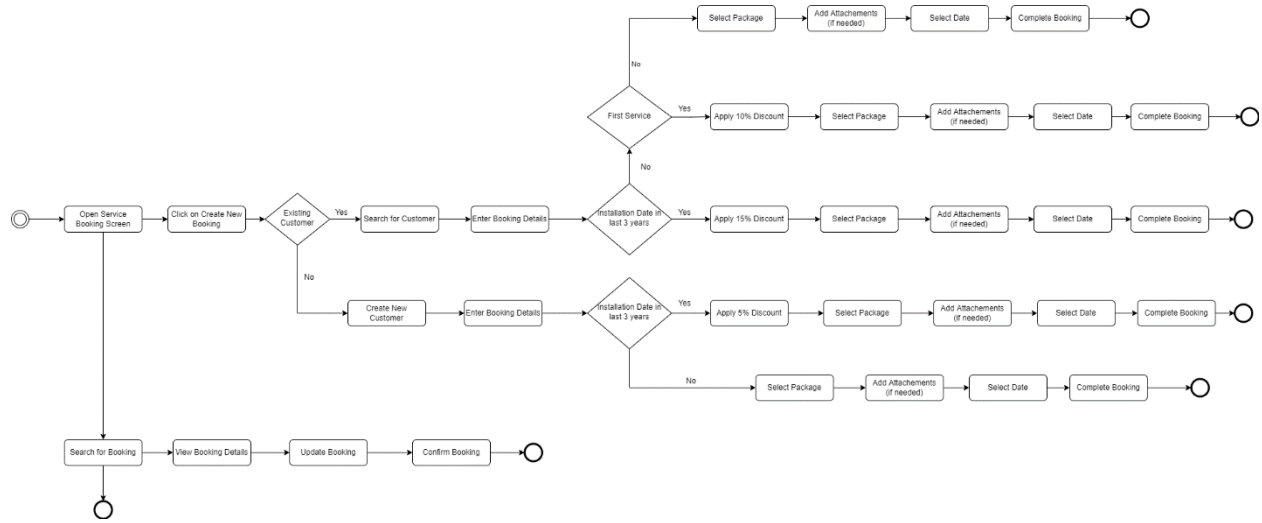 Select Package
Add Attachements
(if needed)
Select Date
Complete Booking
No
First Service
Yes
Apply 10% Discount
Select Package
Add Attachements
(if needed)
Select Date
Complete Booking
No
Open Service
Booking Screen
Click on Create New
Booking
Existing
Customer
Yes
Search for Customer
Enter Booking Details
Installation Date in
last 3 years
Yes
Apply 15% Discount
Select Package
Add Attachements
(if needed)
Select Date
Complete Booking
No
Create New
Customer
Enter Booking Details
Installation Date in
last 3 years
Yes
Apply 5% Discount
Select Package
Add Attachements
(if needed)
Select Date
Complete Booking
No
Select Package
Add Attachements
(if needed)
Select Date
Complete Booking
Search for Booking
View Booking Details
Update Booking
Confirm Booking